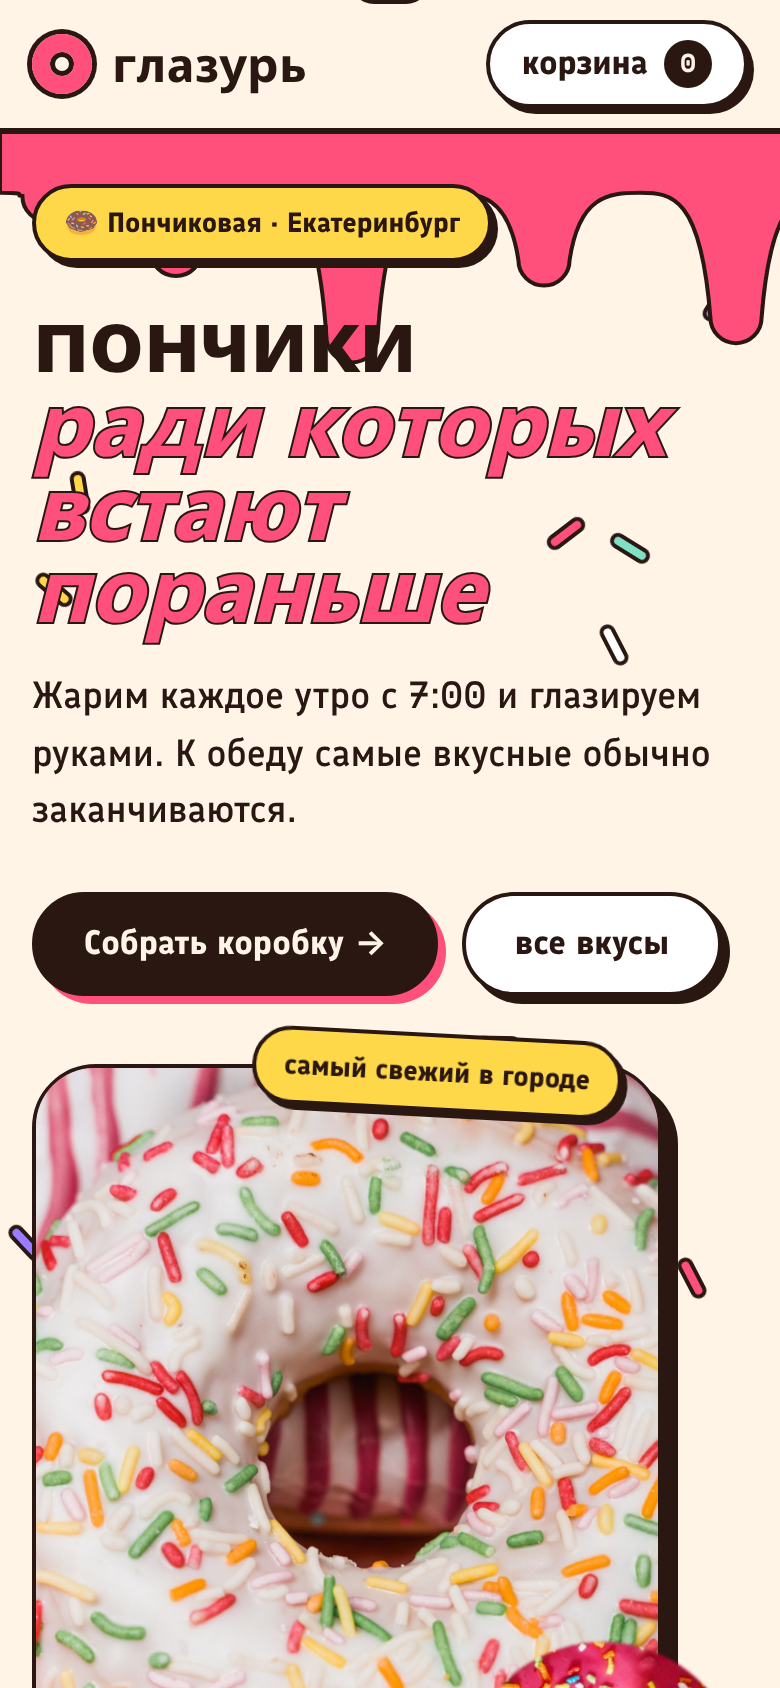 глазурь
корзина 0
🍩 Пончиковая · Екатеринбург
пончики
ради которых
встают
пораньше
Жарим каждое утро с 7:00 и глазируем
руками. К обеду самые вкусные обычно
заканчиваются.
Собрать коробку →
все вкусы
самый свежий в городе